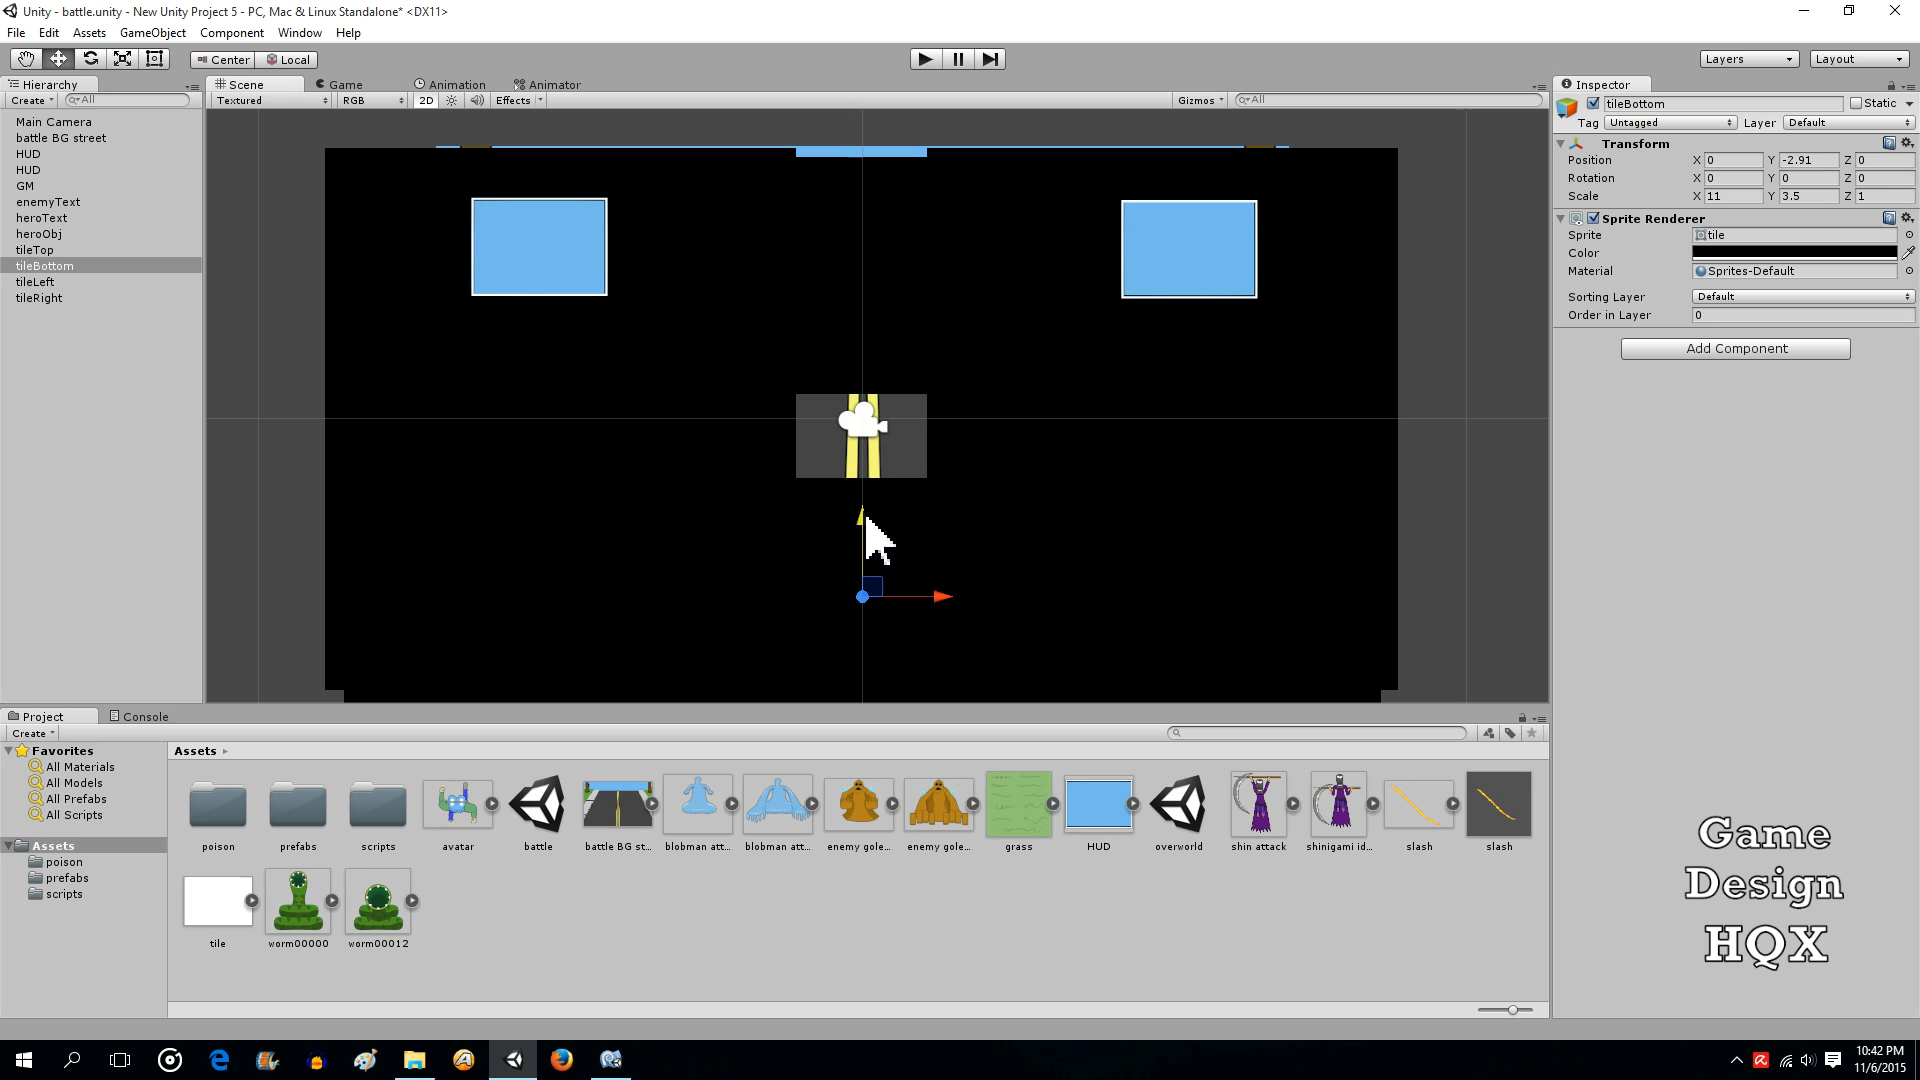 Unity - battle.unity - New Unity Project 5 - PC, Mac & Linux Standalone* <DX11>
File Edit Assets GameObject Component Window Help
Center Local Layers Layout
Hierarchy Scene Game Animation Animator Inspector
Create All Textured RGB 2D Effects Gizmos All
tileBottom Static
Tag Untagged Layer Default
Main Camera
battle BG street
HUD
HUD
GM
enemyText
heroText
heroObj
tileTop
tileBottom
tileLeft
tileRight
Transform
Position X 0 Y -2.91 Z 0
Rotation X 0 Y 0 Z 0
Scale X 11 Y 3.5 Z 1
Sprite Renderer
Sprite tile
Color
Material Sprites-Default
Sorting Layer Default
Order in Layer 0
Add Component
Project Console
Create
Favorites
All Materials
All Models
All Prefabs
All Scripts
Assets
poison
prefabs
scripts
Assets
poison prefabs scripts avatar battle battle BG st... blobman att... blobman att... enemy gole... enemy gole... grass HUD overworld shin attack shinigami id... slash slash
tile worm00000 worm00012
Game
Design
HQX
10:42 PM
11/6/2015